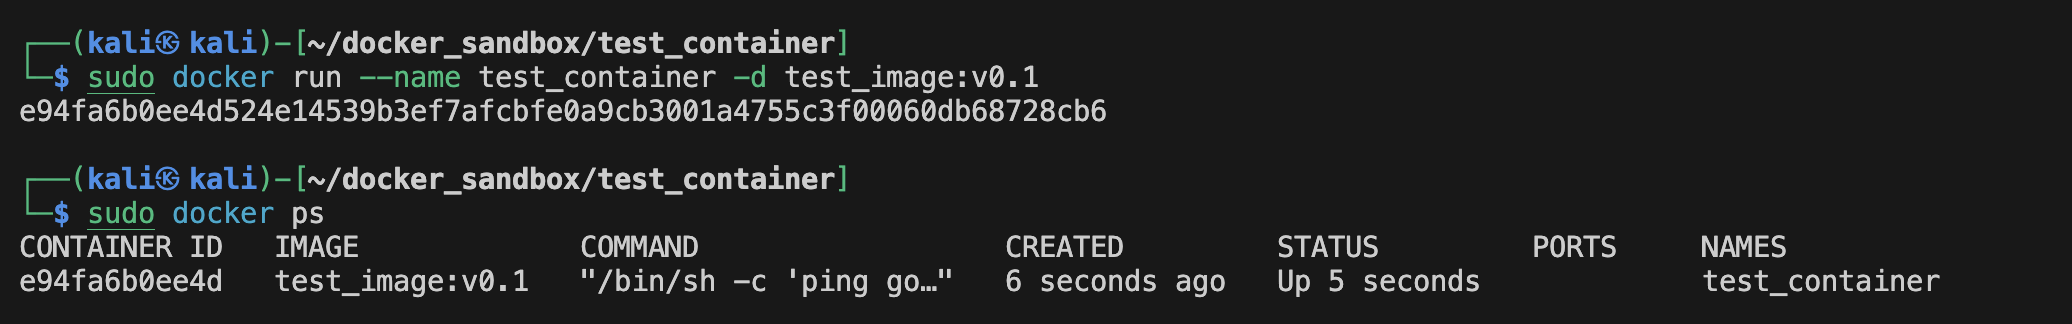 ┌──(kali㉿kali)-[~/docker_sandbox/test_container]
└─$ sudo docker run --name test_container -d test_image:v0.1
e94fa6b0ee4d524e14539b3ef7afcbfe0a9cb3001a4755c3f00060db68728cb6
┌──(kali㉿kali)-[~/docker_sandbox/test_container]
└─$ sudo docker ps
CONTAINER ID   IMAGE             COMMAND                  CREATED         STATUS         PORTS     NAMES
e94fa6b0ee4d   test_image:v0.1   "/bin/sh -c 'ping go…"   6 seconds ago   Up 5 seconds             test_container